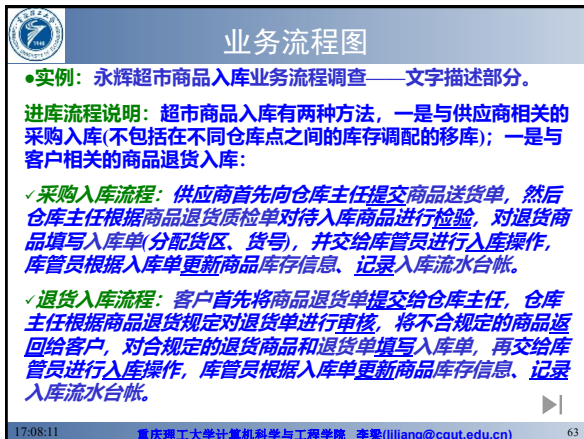 业务流程图
●实例：永辉超市商品入库业务流程调查——文字描述部分。
进库流程说明：超市商品入库有两种方法，一是与供应商相关的
采购入库(不包括在不同仓库点之间的库存调配的移库)；一是与
客户相关的商品退货入库：
✓采购入库流程：供应商首先向仓库主任提交商品送货单，然后
仓库主任根据商品退货质检单对待入库商品进行检验，对退货商
品填写入库单(分配货区、货号)，并交给库管员进行入库操作，
库管员根据入库单更新商品库存信息、记录入库流水台帐。
✓退货入库流程：客户首先将商品退货单提交给仓库主任，仓库
主任根据商品退货规定对退货单进行审核，将不合规定的商品返
回给客户，对合规定的退货商品和退货单填写入库单，再交给库
管员进行入库操作，库管员根据入库单更新商品库存信息、记录
入库流水台帐。
17:08:11 重庆理工大学计算机科学与工程学院 李梁(liliang@cqut.edu.cn) 63